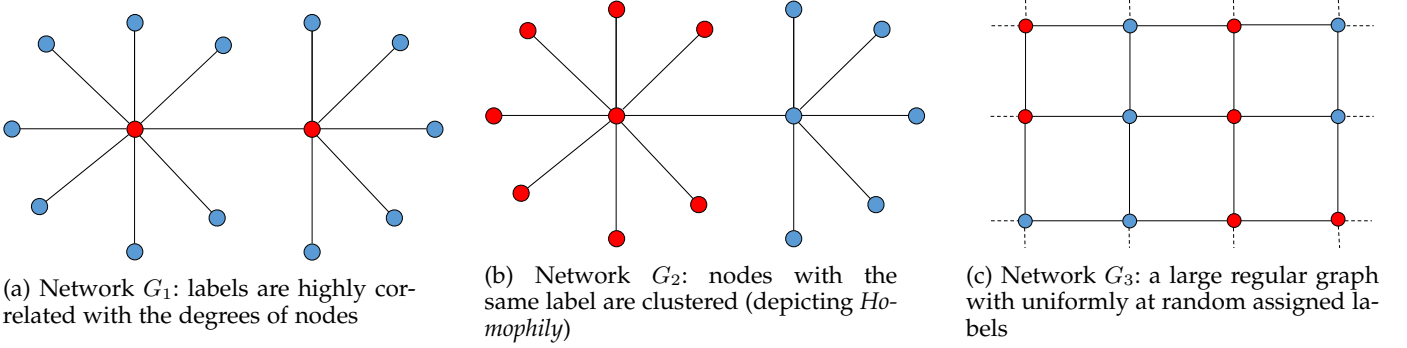 (a) Network G₁: labels are highly cor-
related with the degrees of nodes
(b) Network G₂: nodes with the
same label are clustered (depicting Ho-
mophily)
(c) Network G₃: a large regular graph
with uniformly at random assigned la-
bels